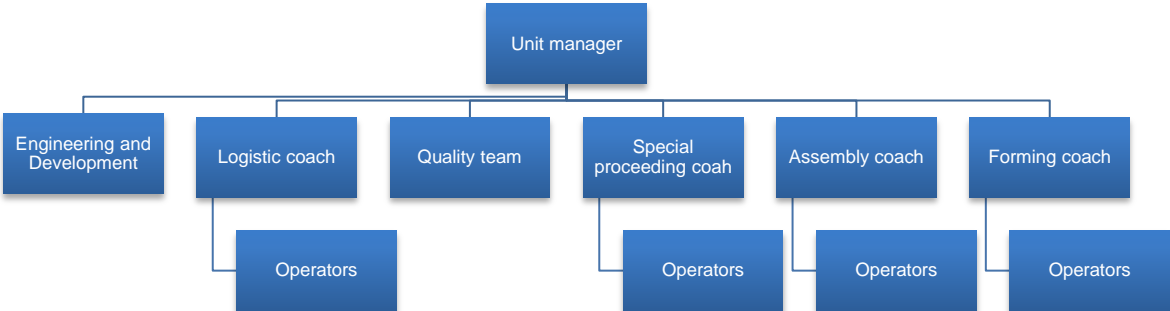 Unit manager
Engineering and
Development
Logistic coach
Quality team
Special
proceeding coah
Assembly coach
Forming coach
Operators
Operators
Operators
Operators